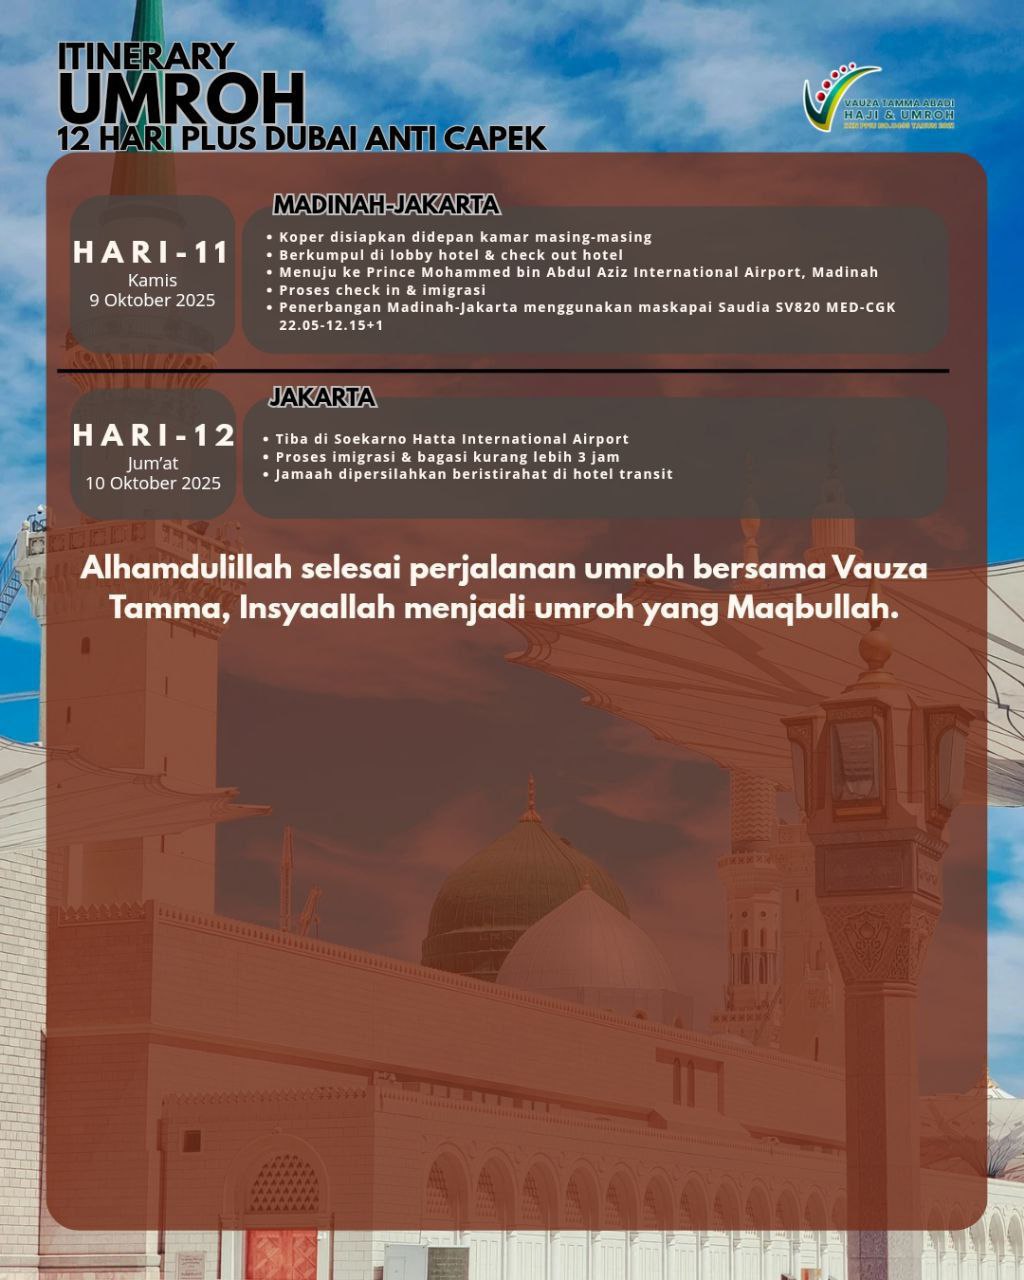 ITINERARY
UMROH
12 HARI PLUS DUBAI ANTI CAPEK
VAUZA TAMMA ABADI
HAJI & UMROH
MADINAH-JAKARTA
HARI-11
Kamis
9 Oktober 2025
• Koper disiapkan didepan kamar masing-masing
• Berkumpul di lobby hotel & check out hotel
• Menuju ke Prince Mohammed bin Abdul Aziz International Airport, Madinah
• Proses check in & imigrasi
• Penerbangan Madinah-Jakarta menggunakan maskapai Saudia SV820 MED-CGK
22.05-12.15+1
JAKARTA
HARI-12
Jum’at
10 Oktober 2025
• Tiba di Soekarno Hatta International Airport
• Proses imigrasi & bagasi kurang lebih 3 jam
• Jamaah dipersilahkan beristirahat di hotel transit
Alhamdulillah selesai perjalanan umroh bersama Vauza
Tamma, Insyaallah menjadi umroh yang Maqbullah.